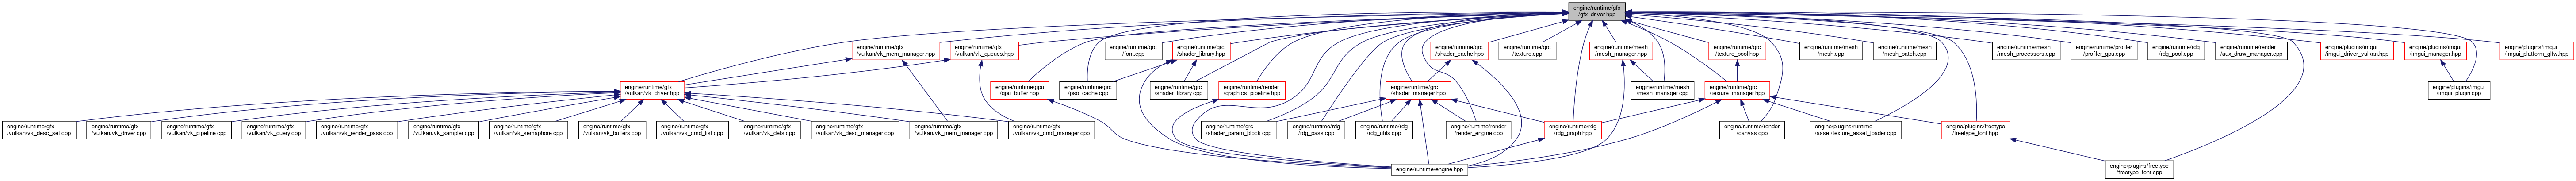 engine/runtime/gfx
/gfx_driver.hpp
engine/runtime/gfx
/vulkan/vk_mem_manager.hpp
engine/runtime/gfx
/vulkan/vk_queues.hpp
engine/runtime/grc
/font.cpp
engine/runtime/grc
/shader_library.hpp
engine/runtime/grc
/shader_cache.hpp
engine/runtime/grc
/texture.cpp
engine/runtime/mesh
/mesh_manager.hpp
engine/runtime/grc
/texture_pool.hpp
engine/runtime/mesh
/mesh.cpp
engine/runtime/mesh
/mesh_batch.cpp
engine/runtime/mesh
/mesh_processors.cpp
engine/runtime/profiler
/profiler_gpu.cpp
engine/runtime/rdg
/rdg_pool.cpp
engine/runtime/render
/aux_draw_manager.cpp
engine/plugins/imgui
/imgui_driver_vulkan.hpp
engine/plugins/imgui
/imgui_manager.hpp
engine/plugins/imgui
/imgui_platform_glfw.hpp
engine/runtime/gfx
/vulkan/vk_driver.hpp
engine/runtime/gpu
/gpu_buffer.hpp
engine/runtime/grc
/pso_cache.cpp
engine/runtime/grc
/shader_library.cpp
engine/runtime/render
/graphics_pipeline.hpp
engine/runtime/grc
/shader_manager.hpp
engine/runtime/mesh
/mesh_manager.cpp
engine/runtime/grc
/texture_manager.hpp
engine/plugins/imgui
/imgui_plugin.cpp
engine/runtime/gfx
/vulkan/vk_desc_set.cpp
engine/runtime/gfx
/vulkan/vk_driver.cpp
engine/runtime/gfx
/vulkan/vk_pipeline.cpp
engine/runtime/gfx
/vulkan/vk_query.cpp
engine/runtime/gfx
/vulkan/vk_render_pass.cpp
engine/runtime/gfx
/vulkan/vk_sampler.cpp
engine/runtime/gfx
/vulkan/vk_semaphore.cpp
engine/runtime/gfx
/vulkan/vk_buffers.cpp
engine/runtime/gfx
/vulkan/vk_cmd_list.cpp
engine/runtime/gfx
/vulkan/vk_defs.cpp
engine/runtime/gfx
/vulkan/vk_desc_manager.cpp
engine/runtime/gfx
/vulkan/vk_mem_manager.cpp
engine/runtime/gfx
/vulkan/vk_cmd_manager.cpp
engine/runtime/grc
/shader_param_block.cpp
engine/runtime/rdg
/rdg_pass.cpp
engine/runtime/rdg
/rdg_utils.cpp
engine/runtime/render
/render_engine.cpp
engine/runtime/rdg
/rdg_graph.hpp
engine/runtime/render
/canvas.cpp
engine/plugins/runtime
/asset/texture_asset_loader.cpp
engine/plugins/freetype
/freetype_font.hpp
engine/runtime/engine.hpp
engine/plugins/freetype
/freetype_font.cpp